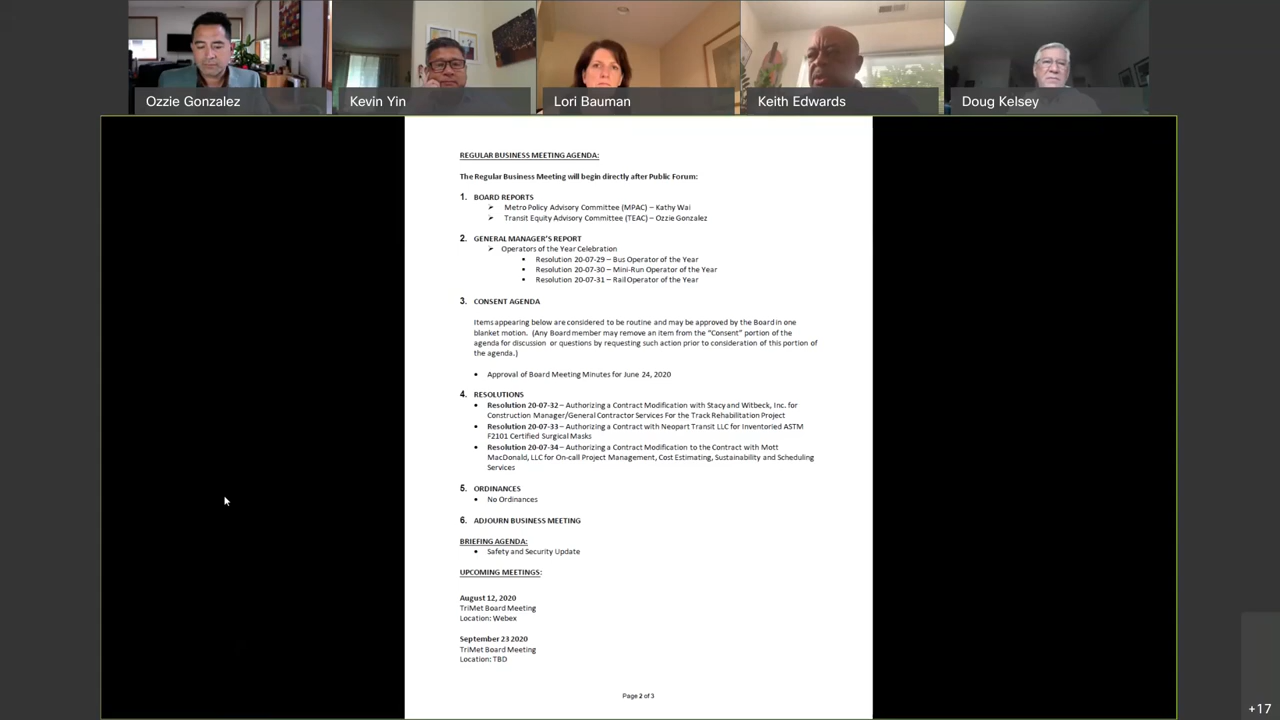 Ozzie Gonzalez
Kevin Yin
Lori Bauman
Keith Edwards
Doug Kelsey
REGULAR BUSINESS MEETING AGENDA:
The Regular Business Meeting will begin directly after Public Forum:
1. BOARD REPORTS
➢ Metro Policy Advisory Committee (MPAC) – Kathy Wai
➢ Transit Equity Advisory Committee (TEAC) – Ozzie Gonzalez
2. GENERAL MANAGER'S REPORT
➢ Operators of the Year Celebration
• Resolution 20-07-29 – Bus Operator of the Year
• Resolution 20-07-30 – Mini-Run Operator of the Year
• Resolution 20-07-31 – Rail Operator of the Year
3. CONSENT AGENDA
Items appearing below are considered to be routine and may be approved by the Board in one
blanket motion. (Any Board member may remove an item from the "Consent" portion of the
agenda for discussion or questions by requesting such action prior to consideration of this portion of
the agenda.)
• Approval of Board Meeting Minutes for June 24, 2020
4. RESOLUTIONS
• Resolution 20-07-32 – Authorizing a Contract Modification with Stacy and Witbeck, Inc. for
Construction Manager/General Contractor Services For the Track Rehabilitation Project
• Resolution 20-07-33 – Authorizing a Contract with Neopart Transit LLC for Inventoried ASTM
F2101 Certified Surgical Masks
• Resolution 20-07-34 – Authorizing a Contract Modification to the Contract with Mott
MacDonald, LLC for On-call Project Management, Cost Estimating, Sustainability and Scheduling
Services
5. ORDINANCES
• No Ordinances
6. ADJOURN BUSINESS MEETING
BRIEFING AGENDA:
• Safety and Security Update
UPCOMING MEETINGS:
August 12, 2020
TriMet Board Meeting
Location: Webex
September 23 2020
TriMet Board Meeting
Location: TBD
Page 2 of 3
+17